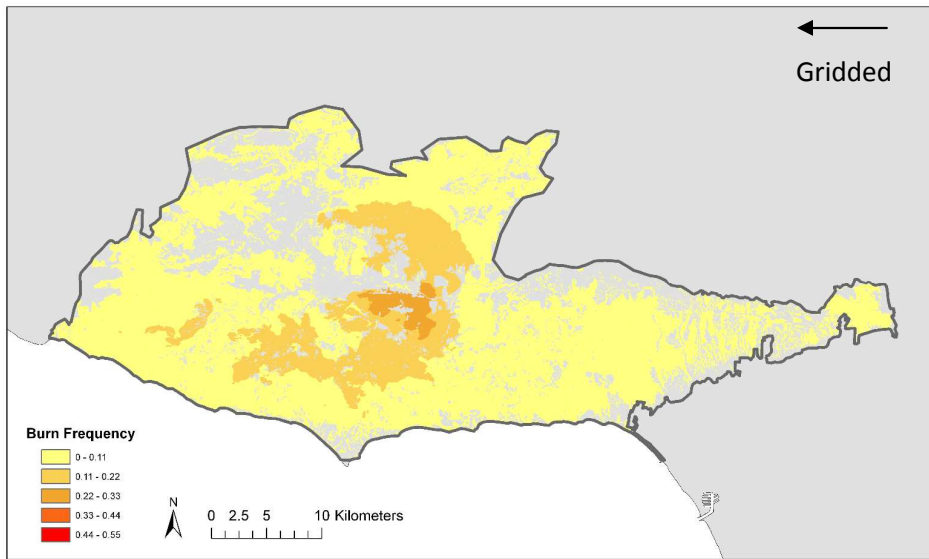 Gridded
Burn Frequency
0 - 0.11
0.11 - 0.22
0.22 - 0.33
0.33 - 0.44
0.44 - 0.55
N
0 2.5 5 10 Kilometers